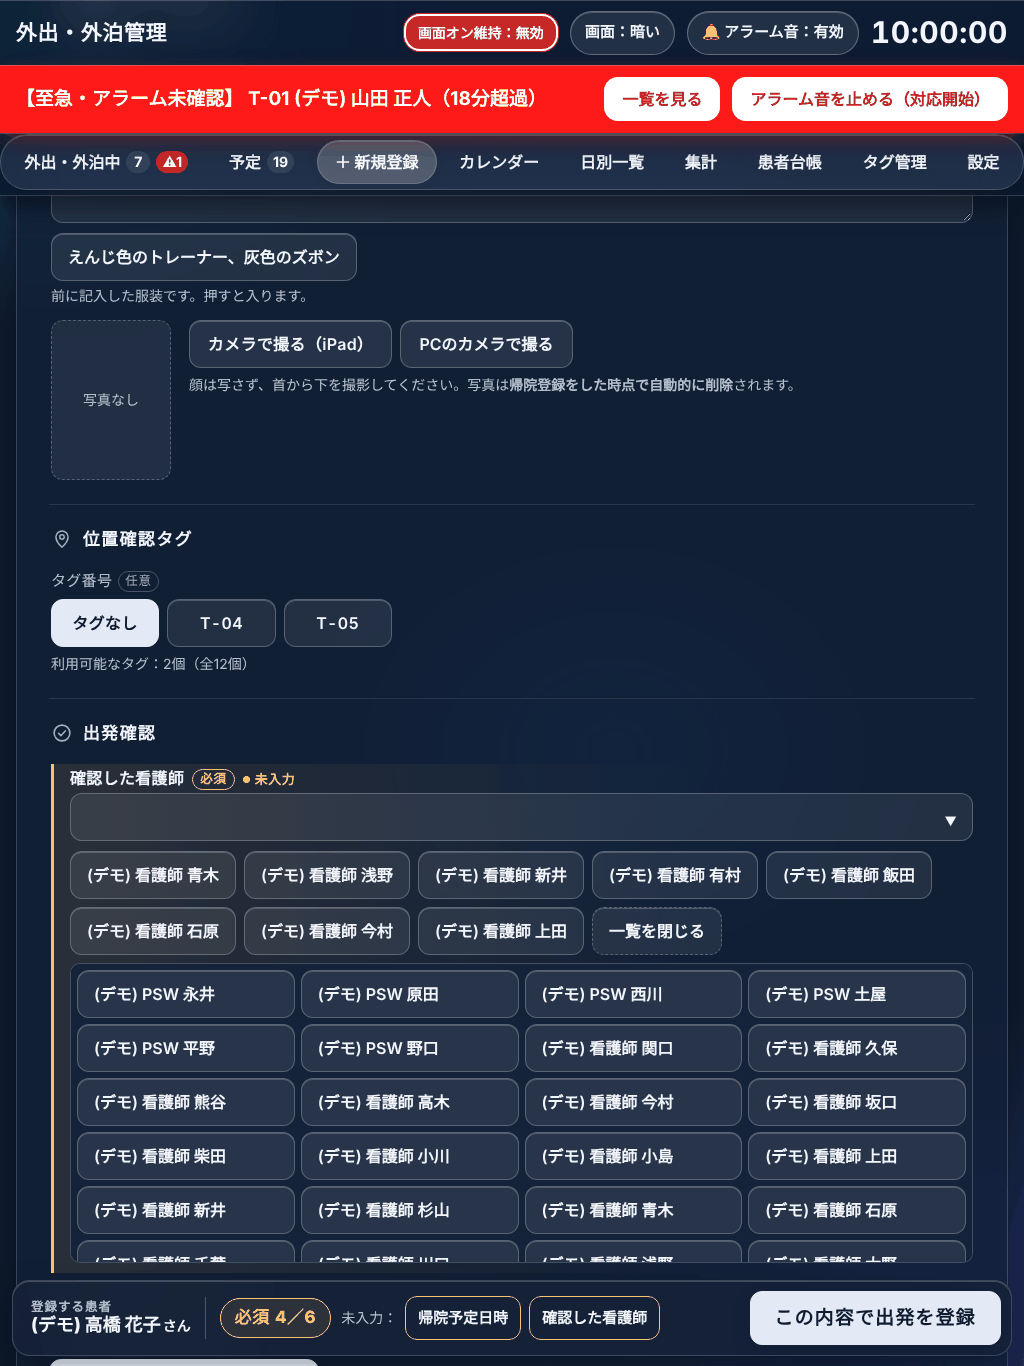 外出・外泊管理
画面オン維持：無効
画面：暗い
🔔 アラーム音：有効
10:00:00
【至急・アラーム未確認】 T-01 (デモ) 山田 正人（18分超過）
一覧を見る
アラーム音を止める（対応開始）
外出・外泊中 7 ⚠1
予定 19
＋ 新規登録
カレンダー
日別一覧
集計
患者台帳
タグ管理
設定
えんじ色のトレーナー、灰色のズボン
前に記入した服装です。押すと入ります。
写真なし
カメラで撮る（iPad）
PCのカメラで撮る
顔は写さず、首から下を撮影してください。写真は帰院登録をした時点で自動的に削除されます。
位置確認タグ
タグ番号 任意
タグなし
T-04
T-05
利用可能なタグ：2個（全12個）
出発確認
確認した看護師 必須 ● 未入力
▼
(デモ) 看護師 青木
(デモ) 看護師 浅野
(デモ) 看護師 新井
(デモ) 看護師 有村
(デモ) 看護師 飯田
(デモ) 看護師 石原
(デモ) 看護師 今村
(デモ) 看護師 上田
一覧を閉じる
(デモ) PSW 永井
(デモ) PSW 原田
(デモ) PSW 西川
(デモ) PSW 土屋
(デモ) PSW 平野
(デモ) PSW 野口
(デモ) 看護師 関口
(デモ) 看護師 久保
(デモ) 看護師 熊谷
(デモ) 看護師 高木
(デモ) 看護師 今村
(デモ) 看護師 坂口
(デモ) 看護師 柴田
(デモ) 看護師 小川
(デモ) 看護師 小島
(デモ) 看護師 上田
(デモ) 看護師 新井
(デモ) 看護師 杉山
(デモ) 看護師 青木
(デモ) 看護師 石原
(デモ) 看護師
(デモ) 看護師
(デモ) 看護師 浅野
(デモ) 看護師
登録する患者
(デモ) 高橋 花子 さん
必須 4／6
未入力：
帰院予定日時
確認した看護師
この内容で出発を登録